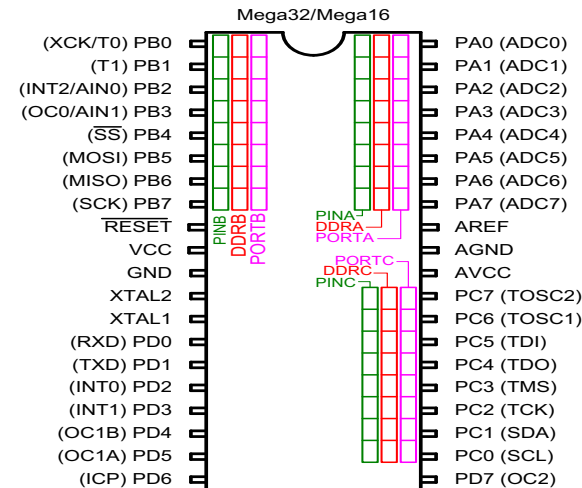 Mega32/Mega16
(XCK/T0) PB0
(T1) PB1
(INT2/AIN0) PB2
(OC0/AIN1) PB3
(SS) PB4
(MOSI) PB5
(MISO) PB6
(SCK) PB7
RESET
VCC
GND
XTAL2
XTAL1
(RXD) PD0
(TXD) PD1
(INT0) PD2
(INT1) PD3
(OC1B) PD4
(OC1A) PD5
(ICP) PD6
PINB
DDRB
PORTB
PINA
DDRA
PORTA
PORTC
DDRC
PINC
PA0 (ADC0)
PA1 (ADC1)
PA2 (ADC2)
PA3 (ADC3)
PA4 (ADC4)
PA5 (ADC5)
PA6 (ADC6)
PA7 (ADC7)
AREF
AGND
AVCC
PC7 (TOSC2)
PC6 (TOSC1)
PC5 (TDI)
PC4 (TDO)
PC3 (TMS)
PC2 (TCK)
PC1 (SDA)
PC0 (SCL)
PD7 (OC2)